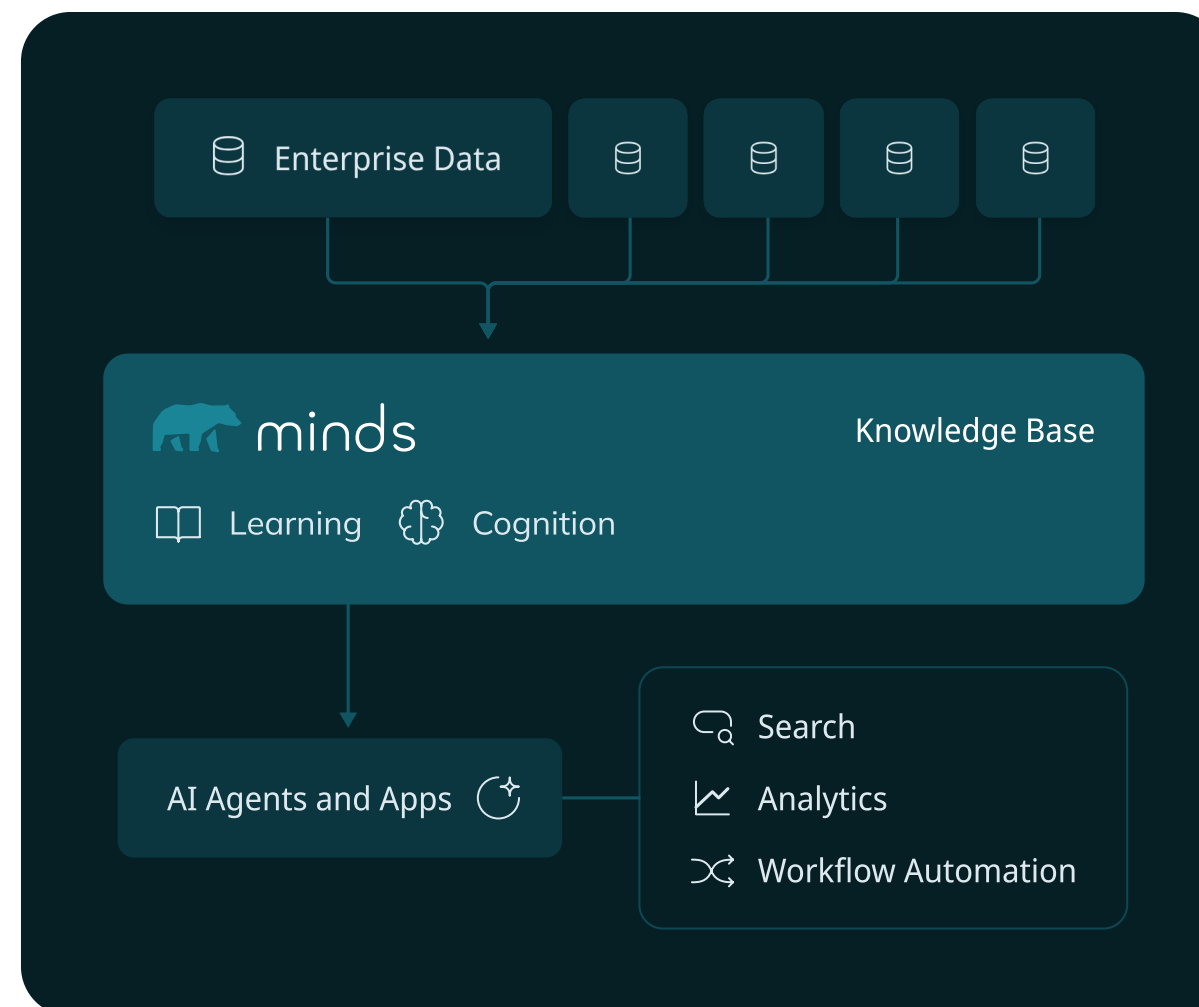 Enterprise Data
minds
Knowledge Base
Learning
Cognition
AI Agents and Apps
Search
Analytics
Workflow Automation